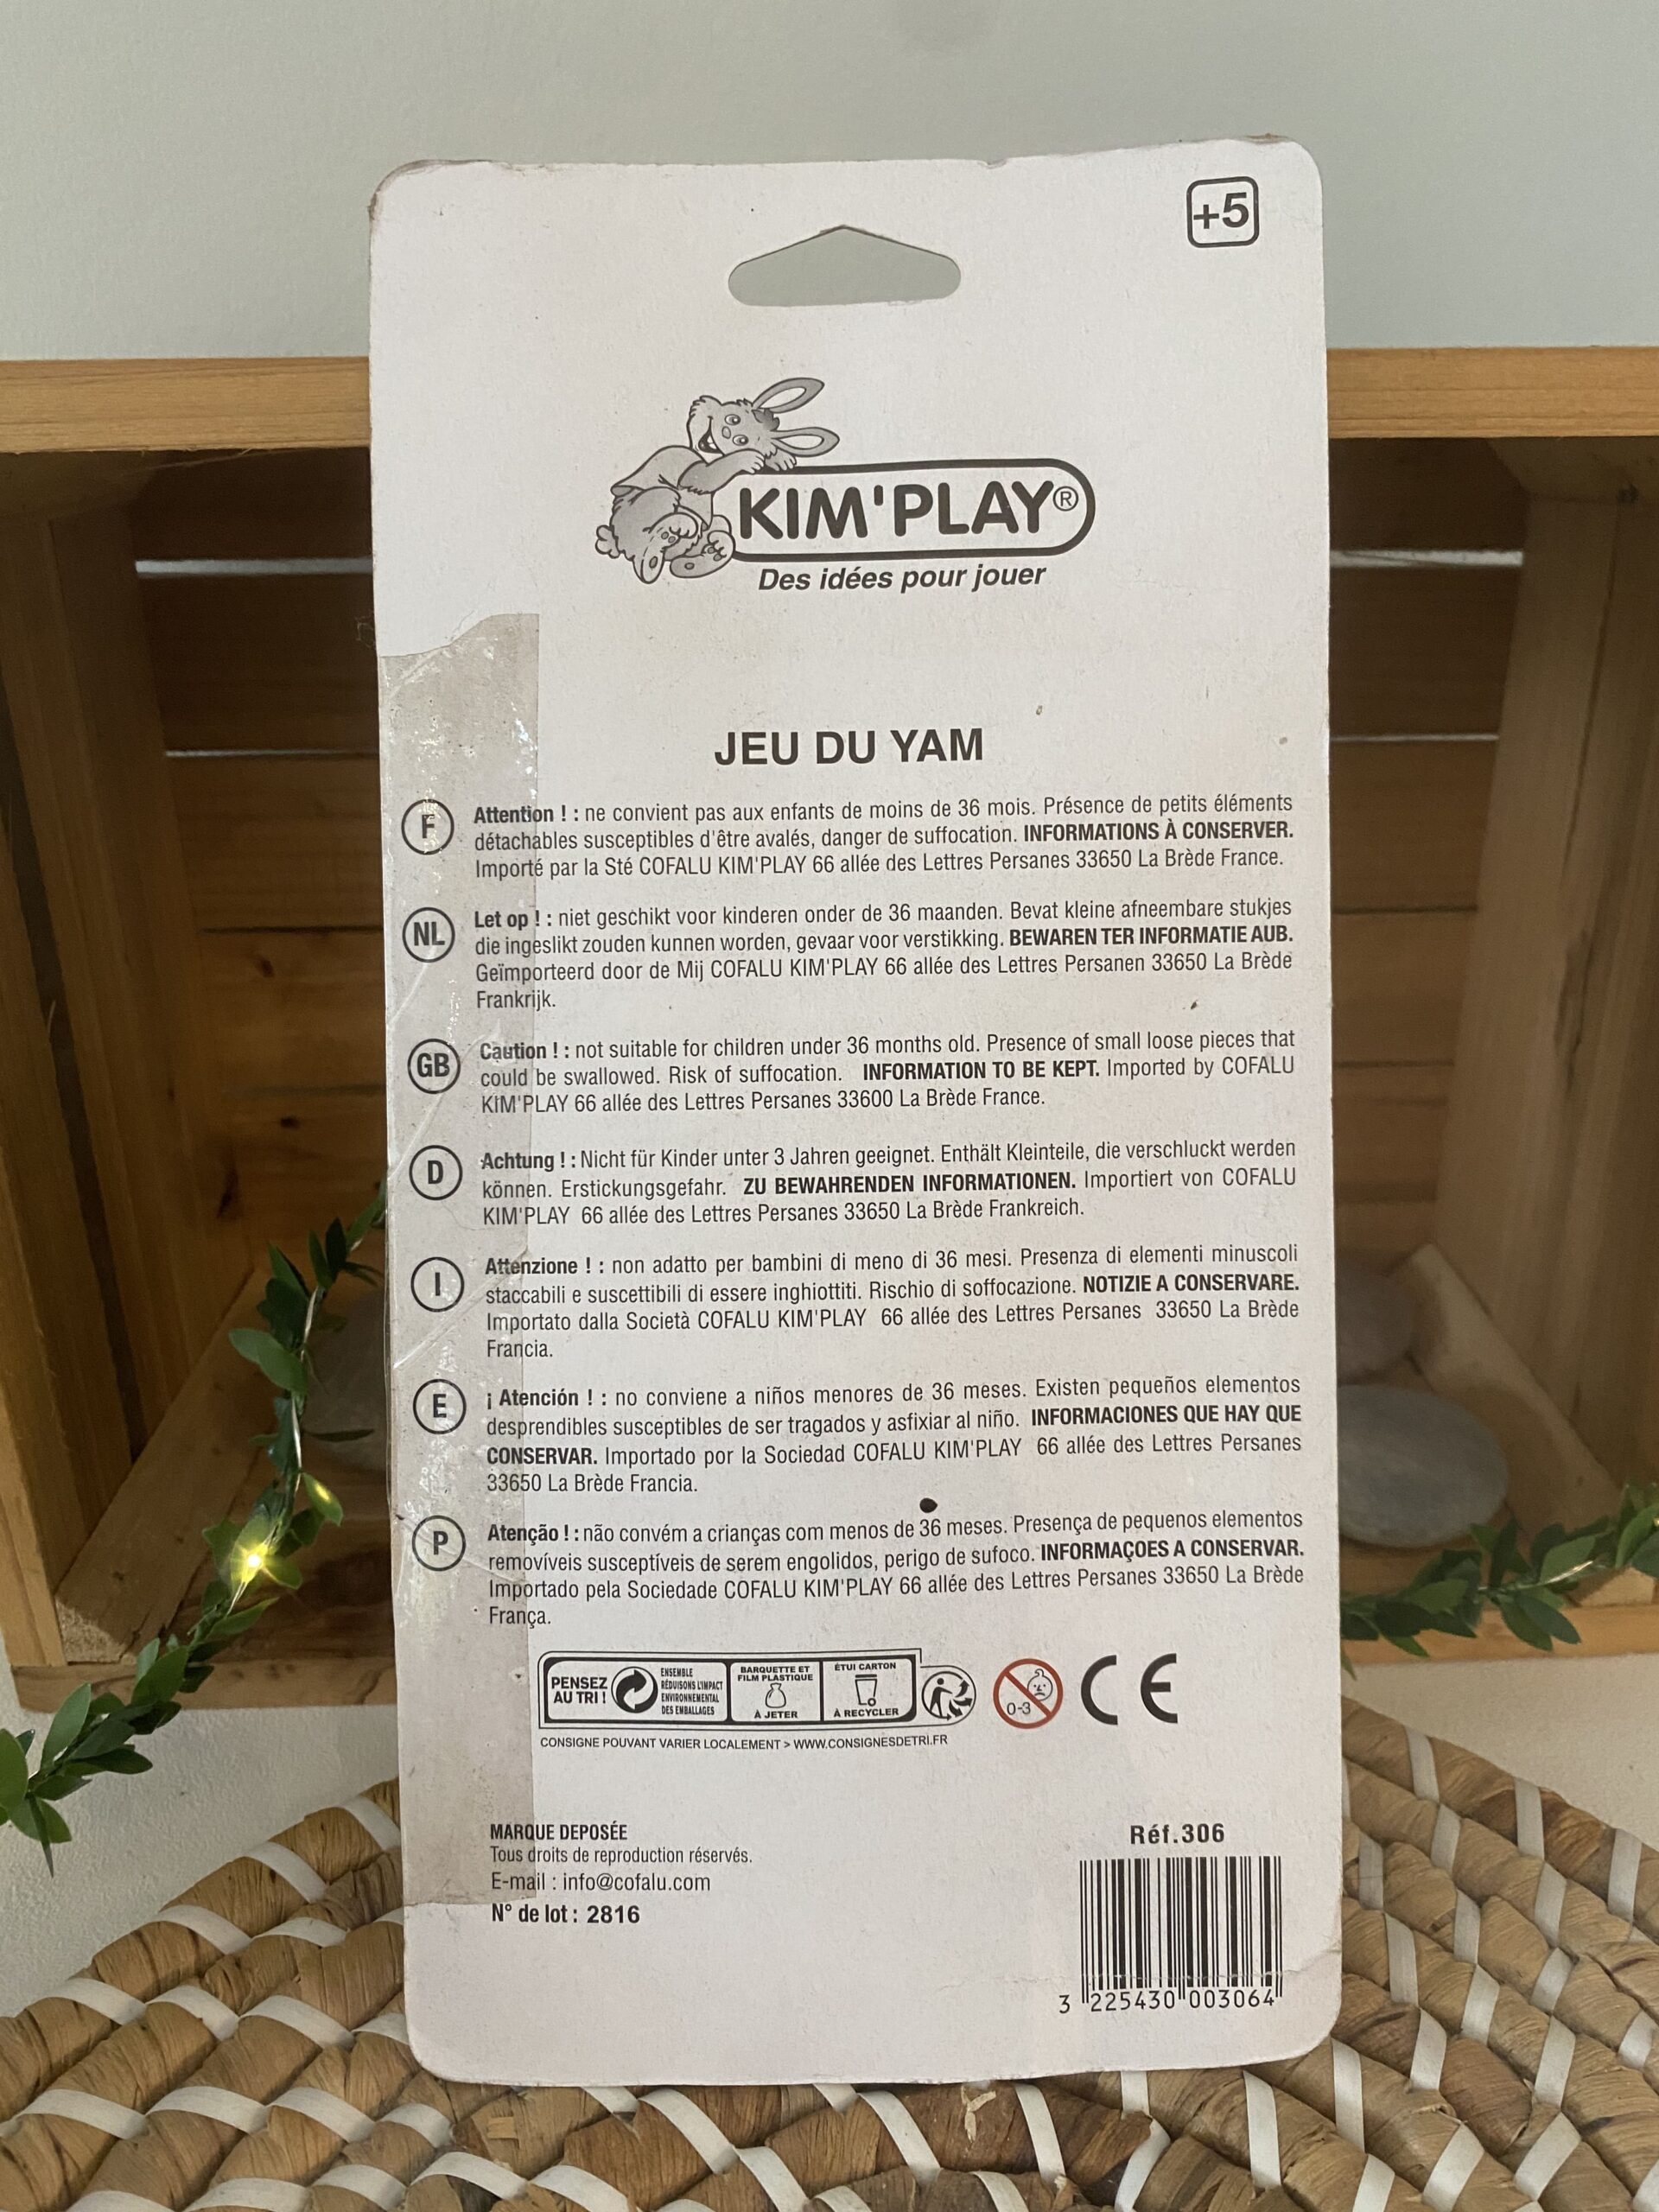 +5
KIM'PLAY®
Des idées pour jouer
JEU DU YAM
F
Attention ! : ne convient pas aux enfants de moins de 36 mois. Présence de petits éléments
détachables susceptibles d'être avalés, danger de suffocation. INFORMATIONS À CONSERVER.
Importé par la Sté COFALU KIM'PLAY 66 allée des Lettres Persanes 33650 La Brède France.
NL
Let op ! : niet geschikt voor kinderen onder de 36 maanden. Bevat kleine afneembare stukjes
die ingeslikt zouden kunnen worden, gevaar voor verstikking. BEWAREN TER INFORMATIE AUB.
Geïmporteerd door de Mij COFALU KIM'PLAY 66 allée des Lettres Persanen 33650 La Brède
Frankrijk.
GB
Caution ! : not suitable for children under 36 months old. Presence of small loose pieces that
could be swallowed. Risk of suffocation. INFORMATION TO BE KEPT. Imported by COFALU
KIM'PLAY 66 allée des Lettres Persanes 33600 La Brède France.
D
Achtung ! : Nicht für Kinder unter 3 Jahren geeignet. Enthält Kleinteile, die verschluckt werden
können. Erstickungsgefahr. ZU BEWAHRENDEN INFORMATIONEN. Importiert von COFALU
KIM'PLAY 66 allée des Lettres Persanes 33650 La Brède Frankreich.
I
Attenzione ! : non adatto per bambini di meno di 36 mesi. Presenza di elementi minuscoli
staccabili e suscettibili di essere inghiottiti. Rischio di soffocazione. NOTIZIE A CONSERVARE.
Importato dalla Società COFALU KIM'PLAY 66 allée des Lettres Persanes 33650 La Brède
Francia.
E
¡ Atención ! : no conviene a niños menores de 36 meses. Existen pequeños elementos
desprendibles susceptibles de ser tragados y asfixiar al niño. INFORMACIONES QUE HAY QUE
CONSERVAR. Importado por la Sociedad COFALU KIM'PLAY 66 allée des Lettres Persanes
33650 La Brède Francia.
P
Atenção ! : não convém a crianças com menos de 36 meses. Presença de pequenos elementos
removíveis susceptíveis de serem engolidos, perigo de sufoco. INFORMAÇOES A CONSERVAR.
Importado pela Sociedade COFALU KIM'PLAY 66 allée des Lettres Persanes 33650 La Brède
França.
PENSEZ
AU TRI !
ENSEMBLE
RÉDUISONS L'IMPACT
ENVIRONNEMENTAL
DES EMBALLAGES
BARQUETTE ET
FILM PLASTIQUE
À JETER
ÉTUI CARTON
À RECYCLER
0-3
CE
CONSIGNE POUVANT VARIER LOCALEMENT > WWW.CONSIGNESDETRI.FR
MARQUE DEPOSÉE
Tous droits de reproduction réservés.
E-mail : info@cofalu.com
N° de lot : 2816
Réf.306
3 225430 003064